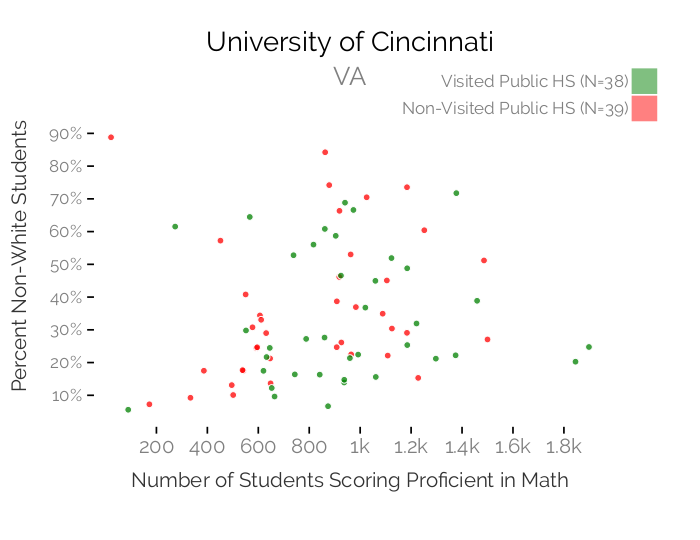 University of Cincinnati
VA
Visited Public HS (N=38)
Non-Visited Public HS (N=39)
Percent Non-White Students
90%
80%
70%
60%
50%
40%
30%
20%
10%
200 400 600 800 1k 1.2k 1.4k 1.6k 1.8k
Number of Students Scoring Proficient in Math